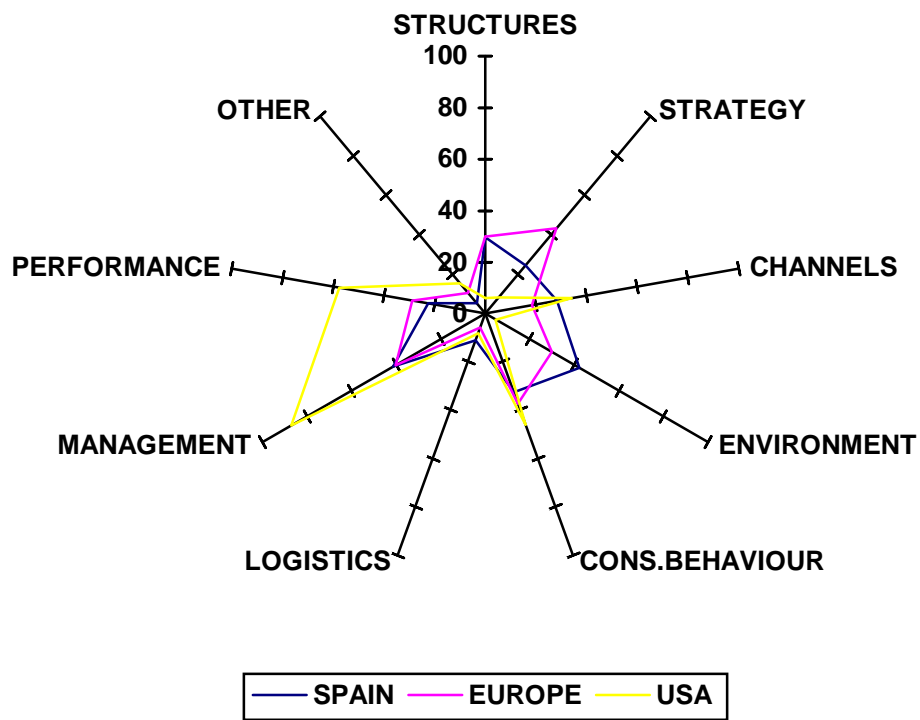 STRUCTURES
100
OTHER
STRATEGY
80
60
40
PERFORMANCE
CHANNELS
20
0
MANAGEMENT
ENVIRONMENT
LOGISTICS
CONS.BEHAVIOUR
SPAIN EUROPE USA